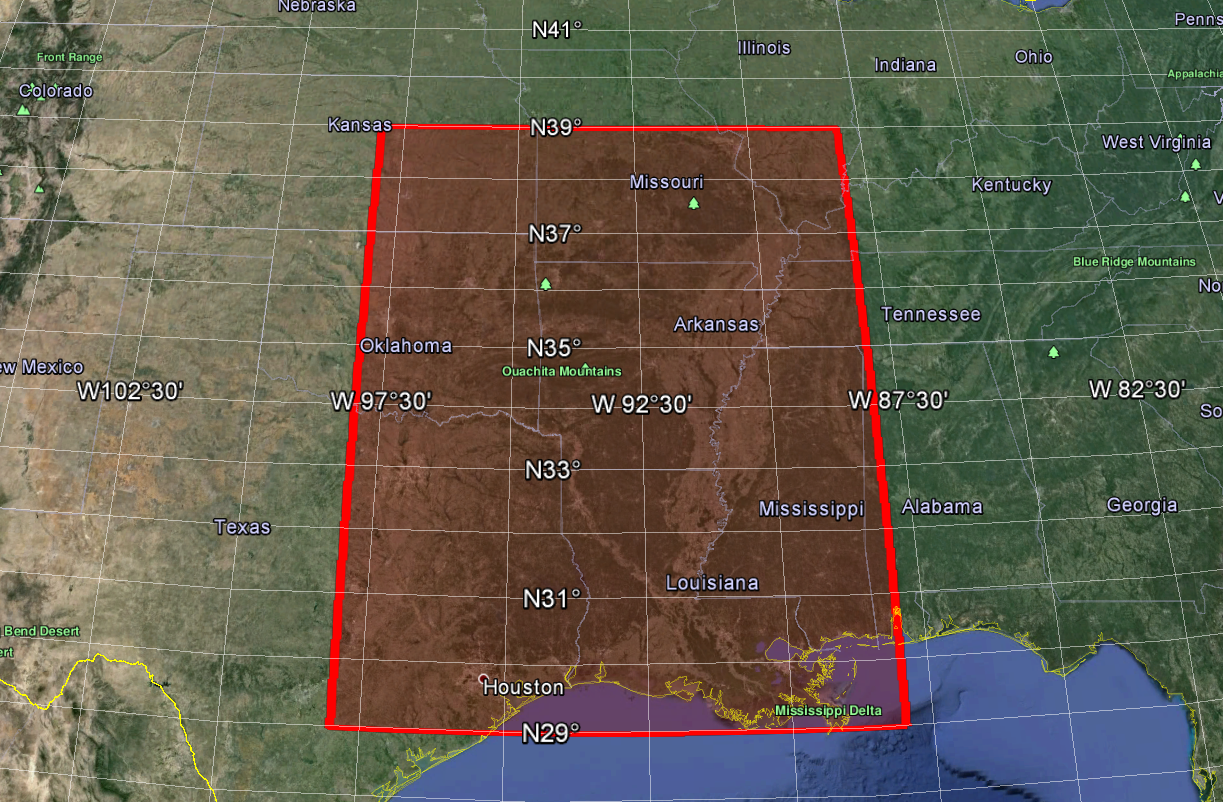 Nebraska
N41°
Pennsy
Illinois
Front Range
Ohio
Indiana
Appalachia
Colorado
Kansas
N39°
West Virginia
Missouri
Kentucky
V
N37°
Blue Ridge Mountains
No
Tennessee
Arkansas
Oklahoma
N35°
ew Mexico
Ouachita Mountains
W102°30'
W 97°30'
W 92°30'
W 87°30'
W 82°30'
So
N33°
Mississippi
Alabama
Georgia
Texas
Louisiana
N31°
Bend Desert
ert
Houston
Mississippi Delta
N29°